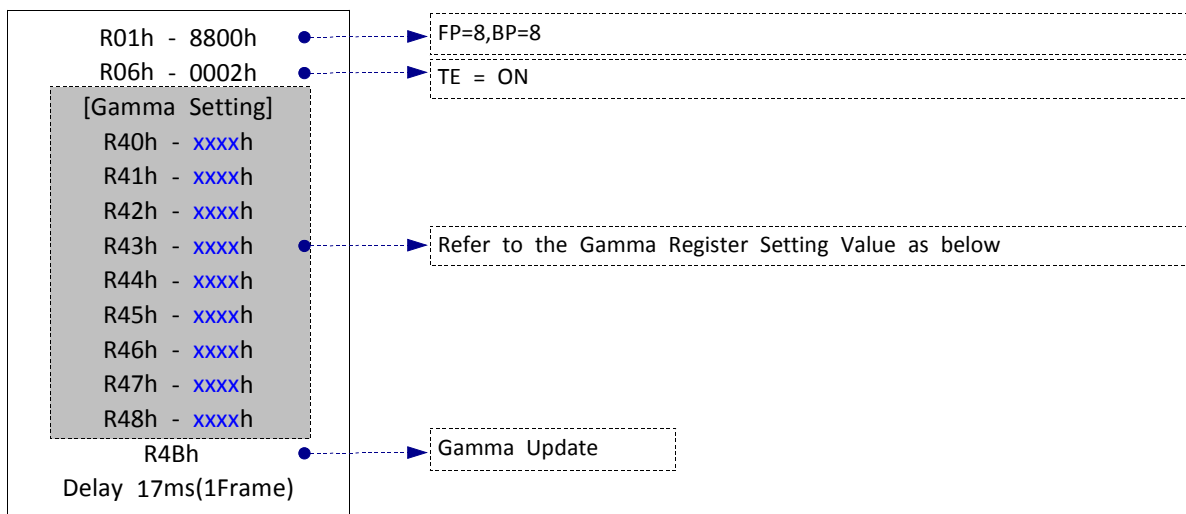 R01h - 8800h
FP=8,BP=8
R06h - 0002h
TE = ON
[Gamma Setting]
R40h - xxxxh
R41h - xxxxh
R42h - xxxxh
R43h - xxxxh
Refer to the Gamma Register Setting Value as below
R44h - xxxxh
R45h - xxxxh
R46h - xxxxh
R47h - xxxxh
R48h - xxxxh
R4Bh
Gamma Update
Delay 17ms(1Frame)